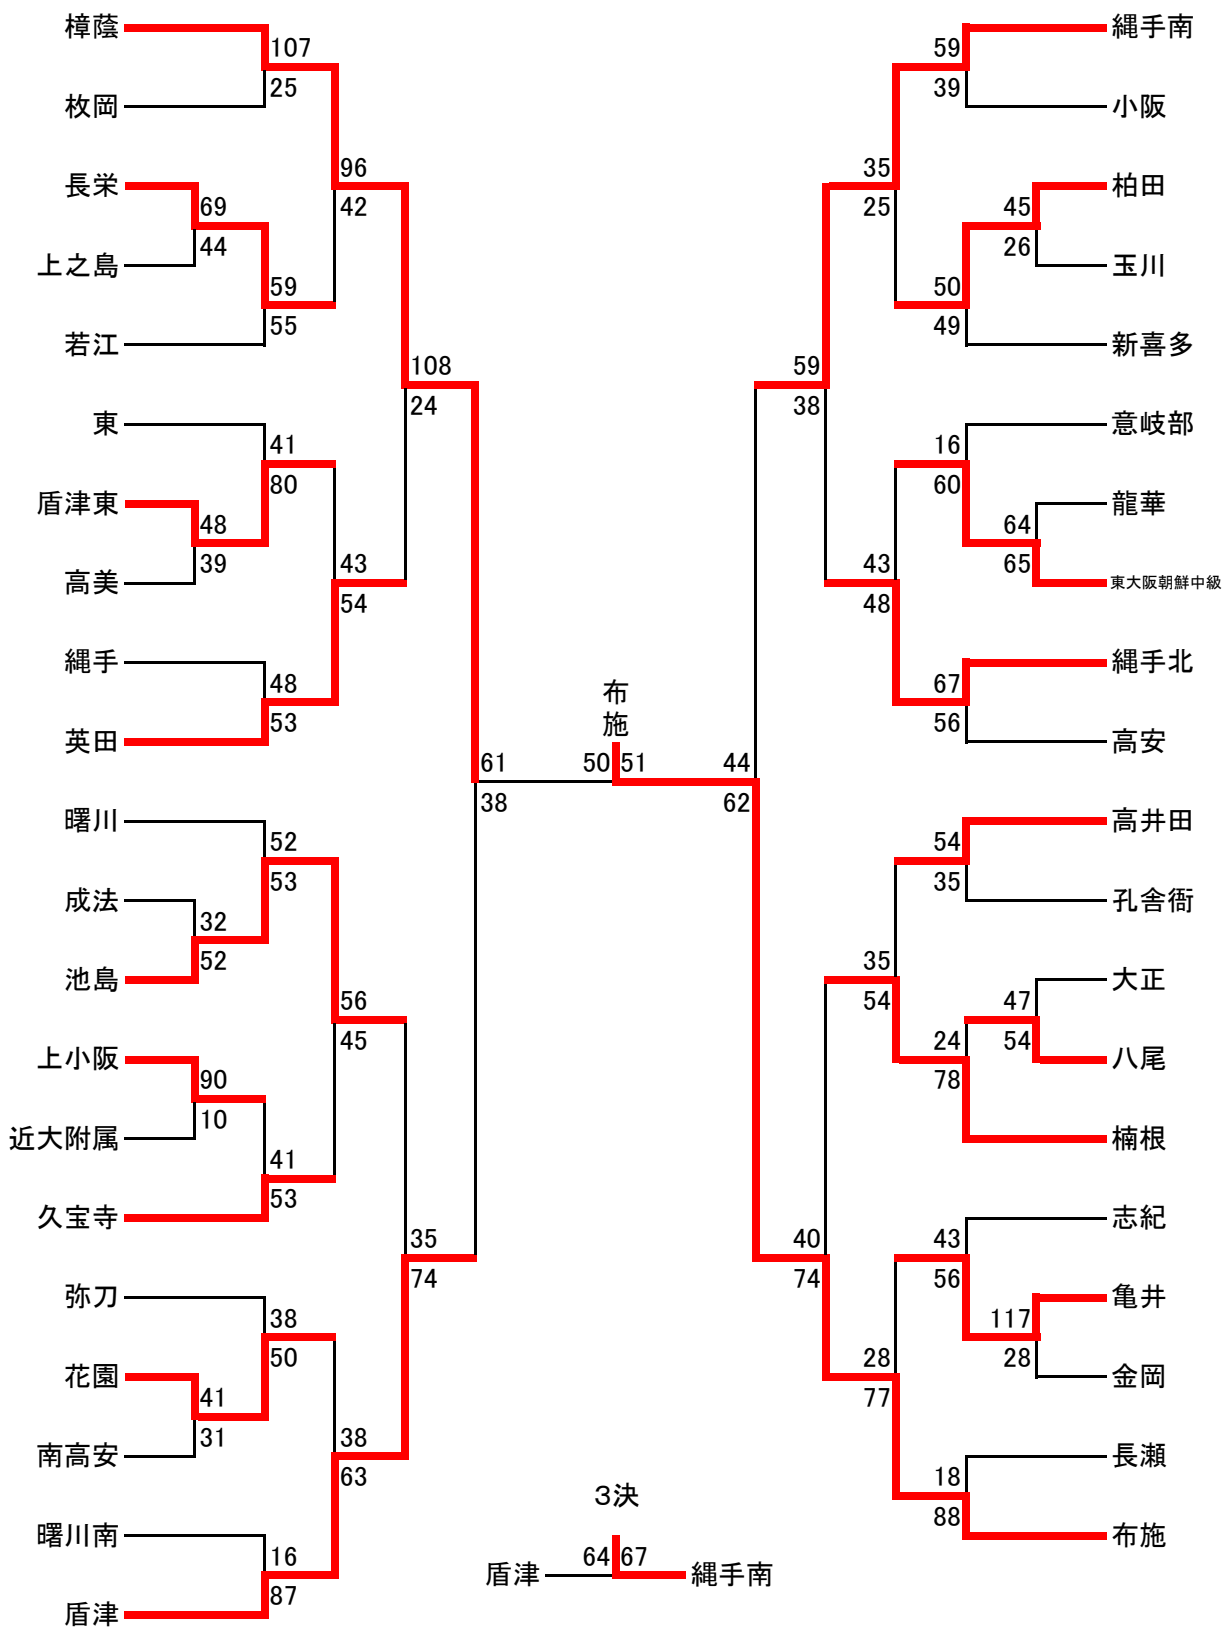 樟蔭
107
25
枚岡
96
42
長栄
69
44
上之島
59
55
若江
108
24
東
41
80
盾津東
48
39
高美
43
54
縄手
48
53
英田
61
38
曙川
52
53
成法
32
52
池島
56
45
上小阪
90
10
近大附属
41
53
久宝寺
35
74
弥刀
38
50
花園
41
31
南高安
38
63
曙川南
16
87
盾津
布
施
50 51
縄手南
59
39
小阪
35
25
柏田
45
26
玉川
50
49
新喜多
59
38
意岐部
16
60
龍華
64
65
東大阪朝鮮中級
43
48
縄手北
67
56
高安
44
62
高井田
54
35
孔舎衙
35
54
大正
47
54
八尾
24
78
楠根
40
74
志紀
43
56
亀井
117
28
金岡
28
77
長瀬
18
88
布施
３決
盾津 64 67 縄手南